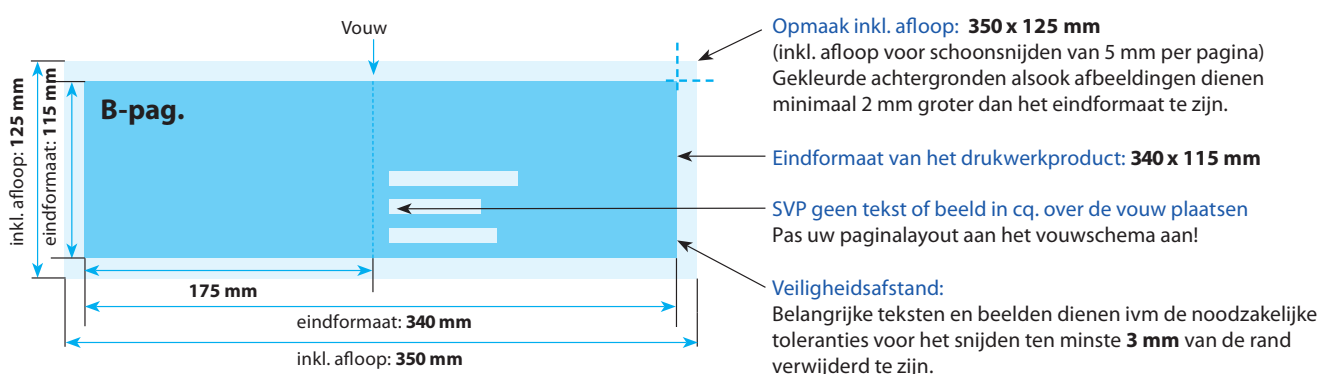 Vouw
B-pag.
inkl. afloop: 125 mm
eindformaat: 115 mm
175 mm
eindformaat: 340 mm
inkl. afloop: 350 mm
Opmaak inkl. afloop: 350 x 125 mm
(inkl. afloop voor schoonsnijden van 5 mm per pagina)
Gekleurde achtergronden alsook afbeeldingen dienen
minimaal 2 mm groter dan het eindformaat te zijn.
Eindformaat van het drukwerkproduct: 340 x 115 mm
SVP geen tekst of beeld in cq. over de vouw plaatsen
Pas uw paginalayout aan het vouwschema aan!
Veiligheidsafstand:
Belangrijke teksten en beelden dienen ivm de noodzakelijke
toleranties voor het snijden ten minste 3 mm van de rand
verwijderd te zijn.